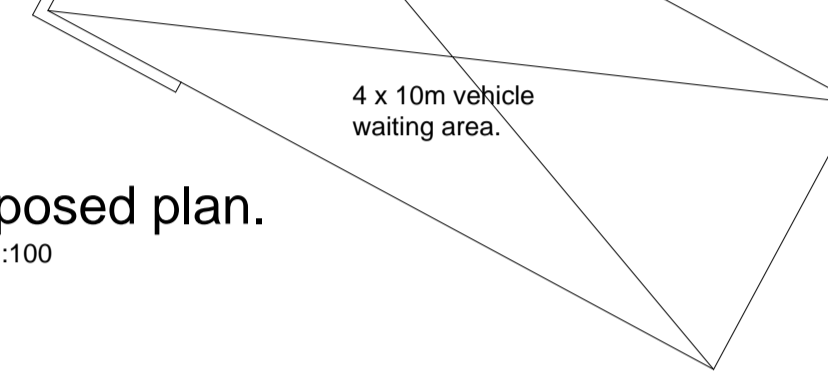 4 x 10m vehicle
waiting area.
posed plan.
:100